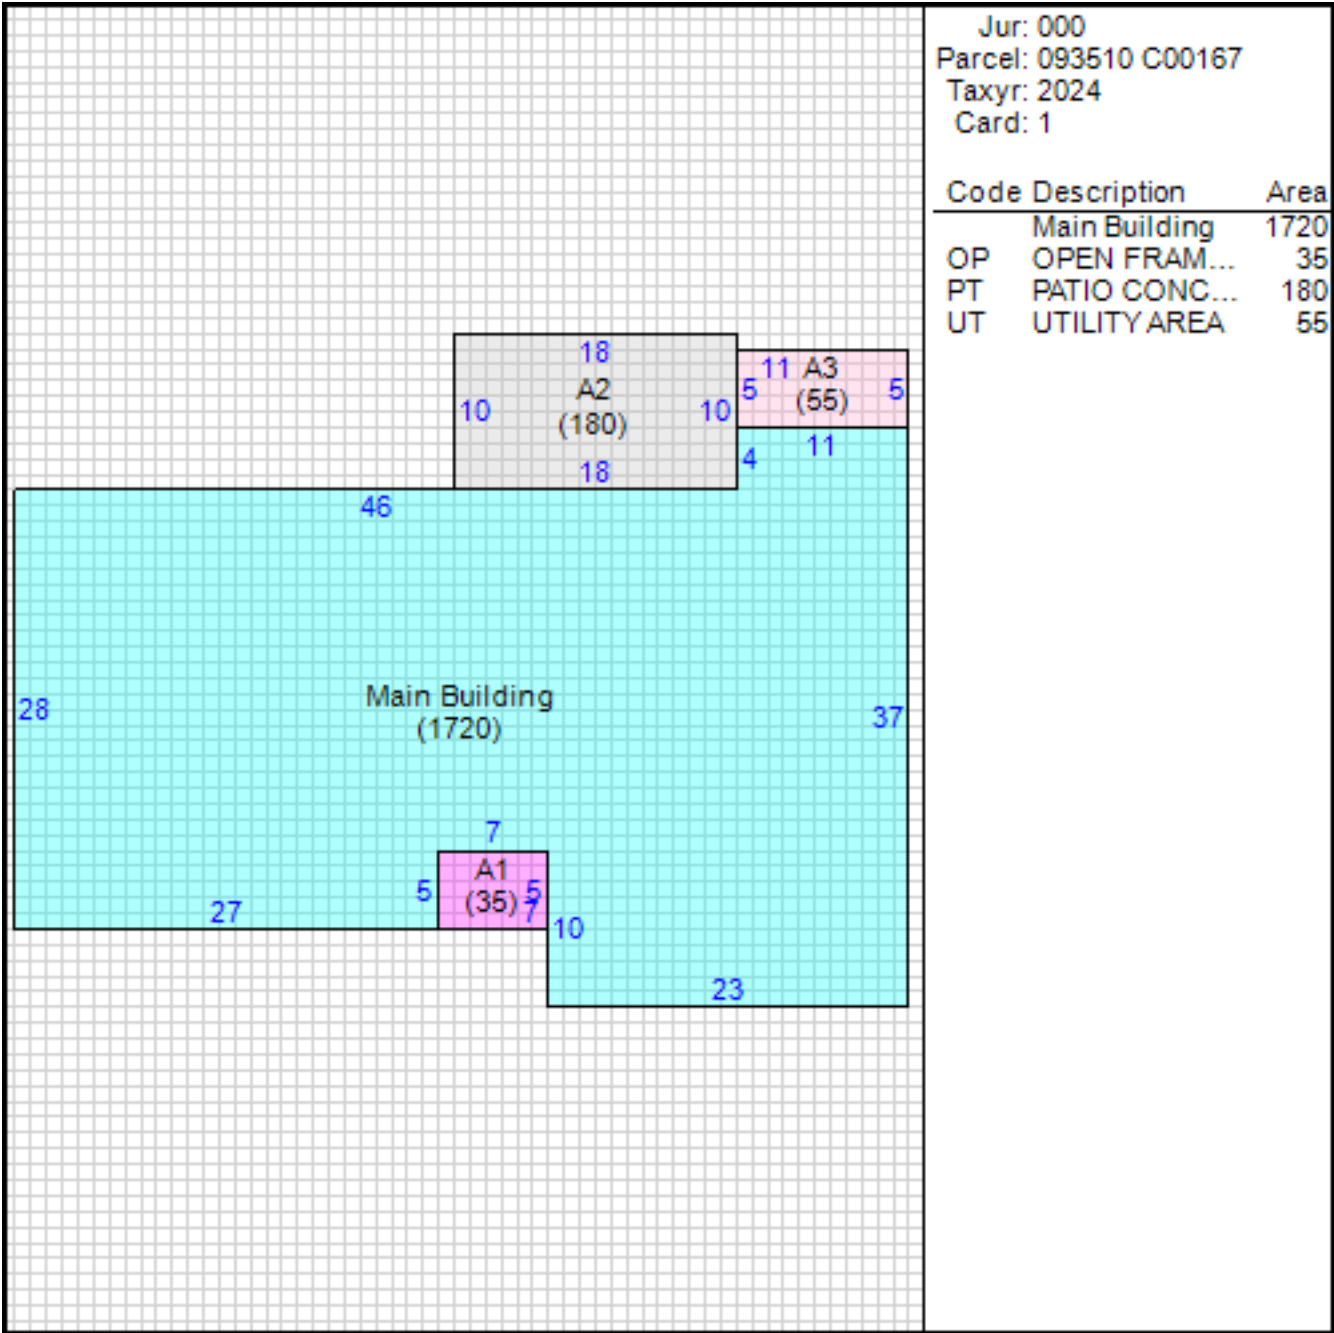 Jur: 000
Parcel: 093510 C00167
Taxyr: 2024
Card: 1
Code Description Area
Main Building 1720
OP OPEN FRAM... 35
PT PATIO CONC... 180
UT UTILITY AREA 55
18
A2
(180)
10
10
18
11 A3
(55)
5
5
11
4
46
28
Main Building
(1720)
37
7
A1
(35)
5
5
7
27
10
23